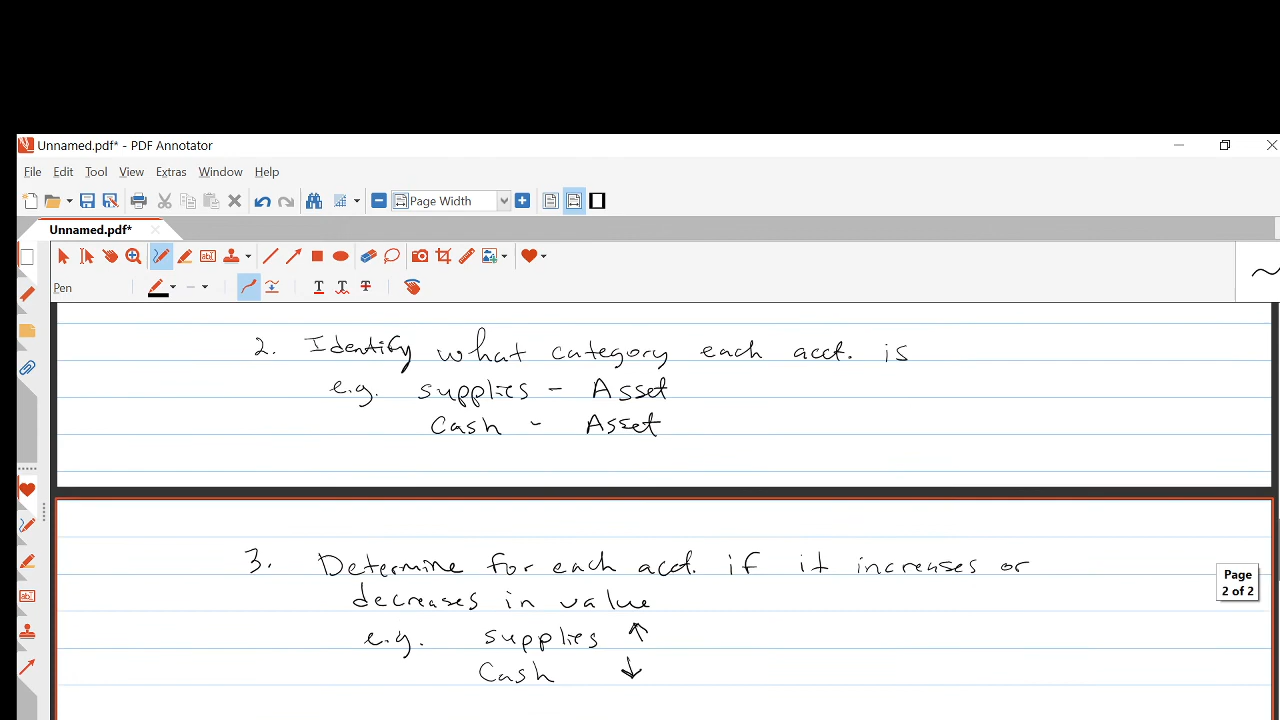 Unnamed.pdf* - PDF Annotator
File Edit Tool View Extras Window Help
Page Width
Unnamed.pdf*
Pen
2. Identify what category each acct. is
e.g. supplies - Asset
Cash - Asset
3. Determine for each acct. if it increases or
decreases in value
e.g. supplies ↑
Cash ↓
Page
2 of 2